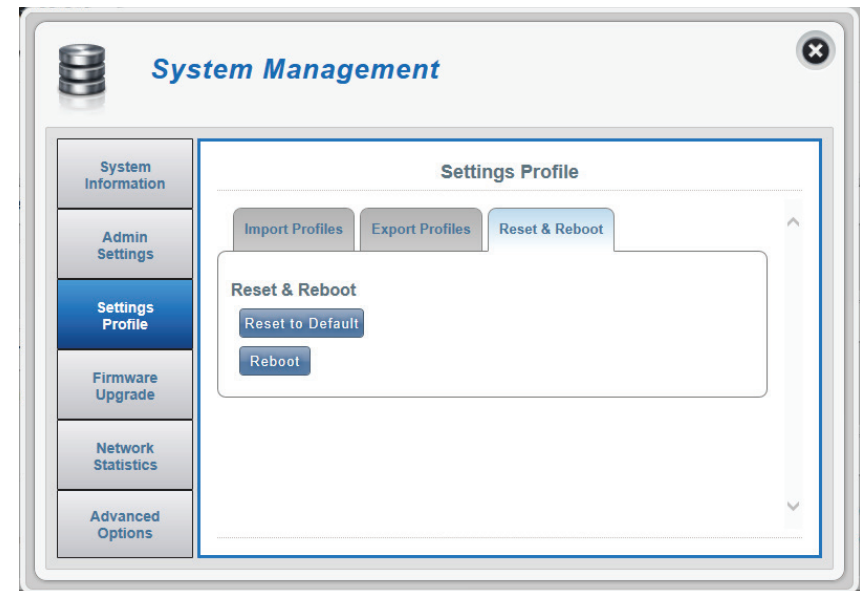 System Management
System
Information
Admin
Settings
Settings
Profile
Firmware
Upgrade
Network
Statistics
Advanced
Options
Settings Profile
Import Profiles
Export Profiles
Reset & Reboot
Reset & Reboot
Reset to Default
Reboot